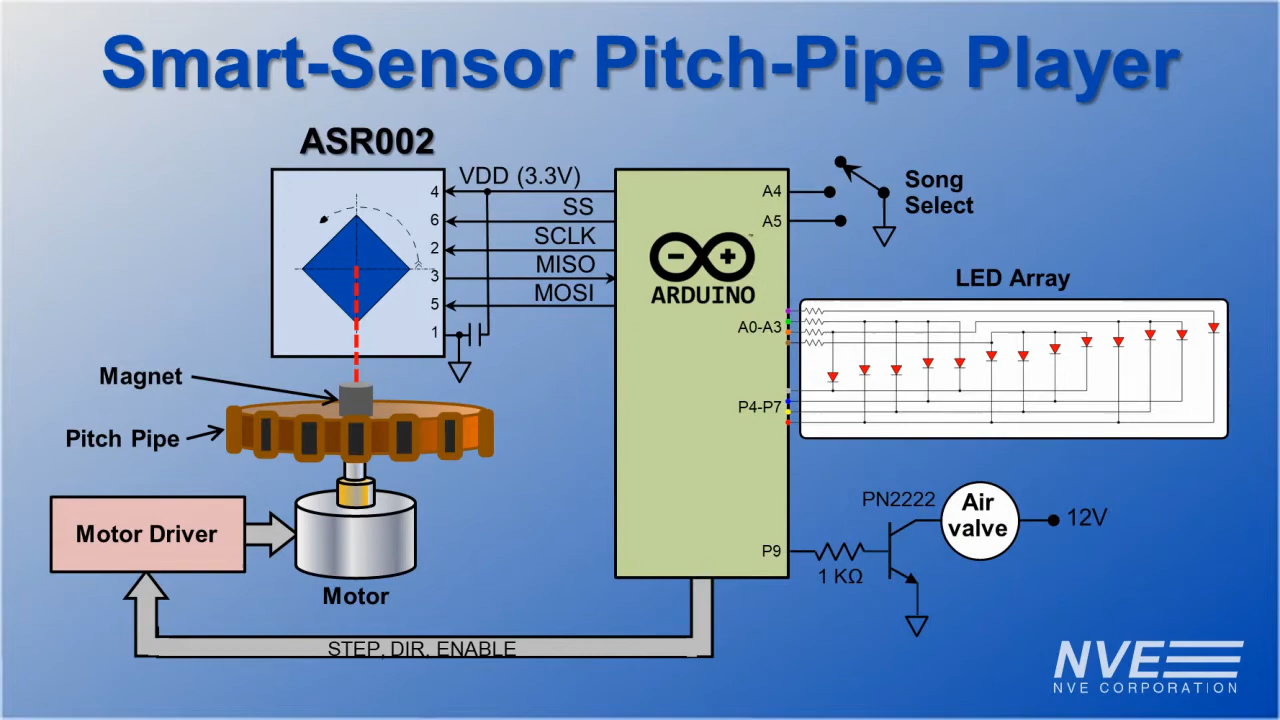 Smart-Sensor Pitch-Pipe Player
ASR002
4
6
2
3
5
1
VDD (3.3V)
SS
SCLK
MISO
MOSI
ARDUINO
™
A4
A5
A0-A3
P4-P7
P9
Song
Select
LED Array
Magnet
Pitch Pipe
Motor Driver
Motor
STEP, DIR, ENABLE
PN2222
1 KΩ
Air
valve
12V
NVE
NVE CORPORATION